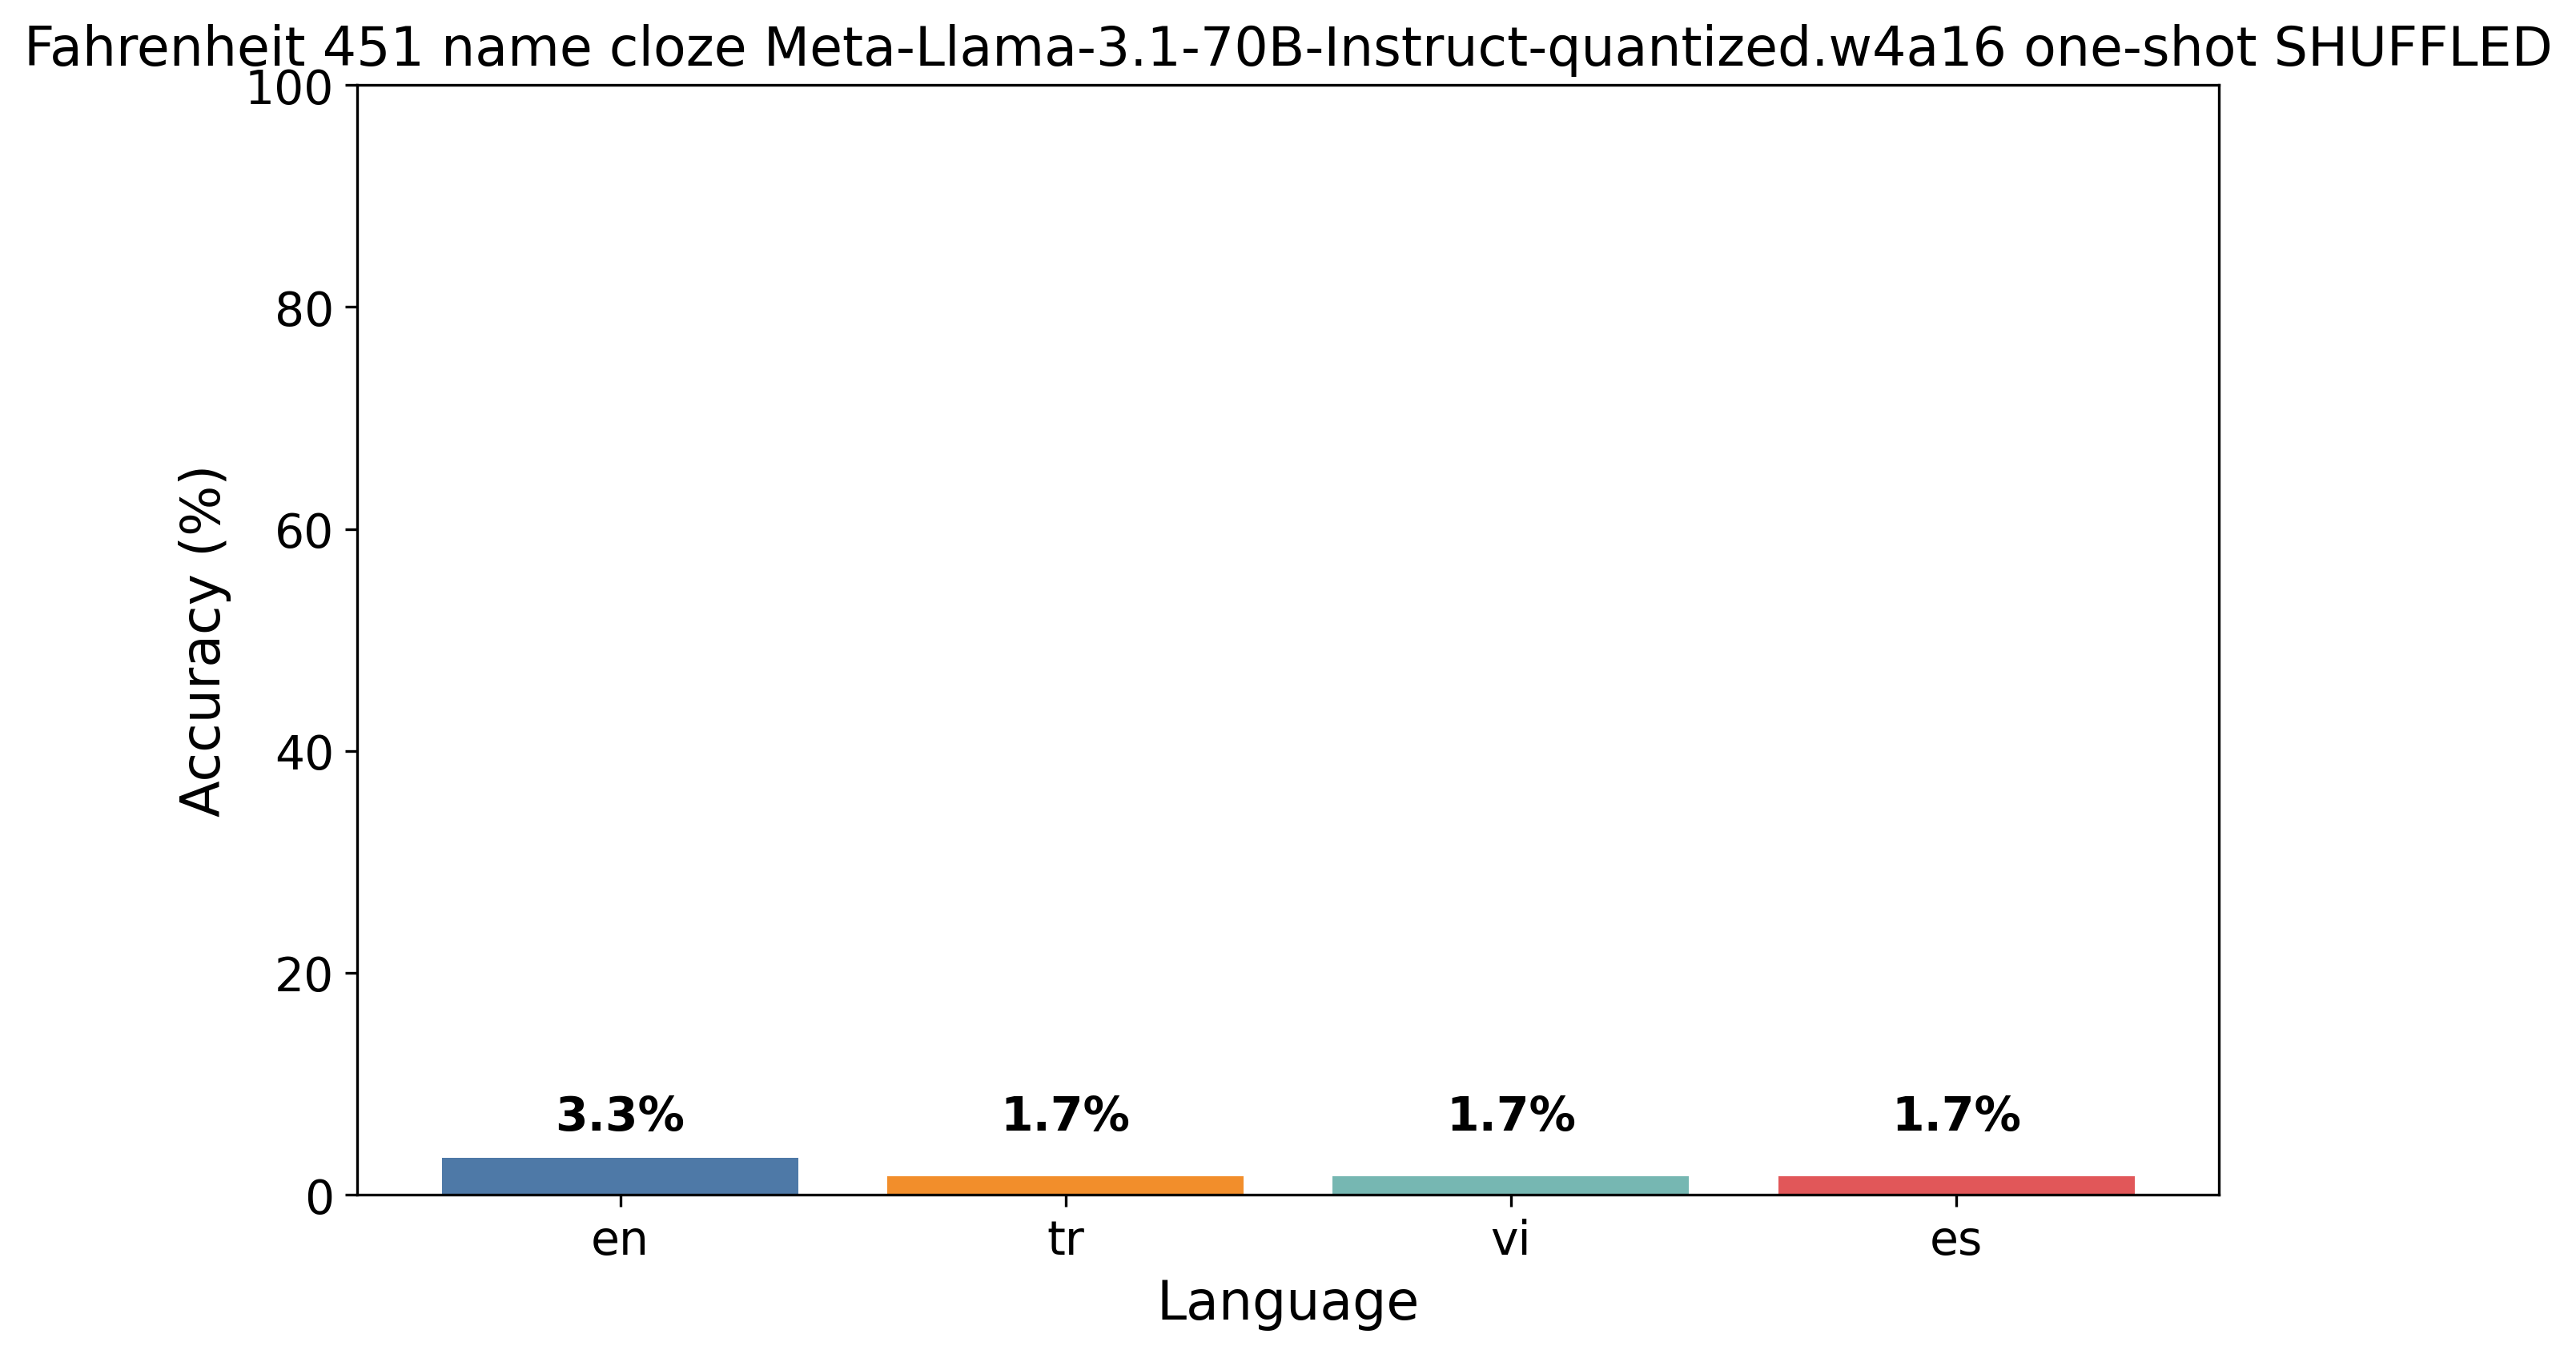 Fahrenheit 451 name cloze Meta-Llama-3.1-70B-Instruct-quantized.w4a16 one-shot SHUFFLED
100
80
60
40
20
0
Accuracy (%)
3.3%
1.7%
1.7%
1.7%
en
tr
vi
es
Language